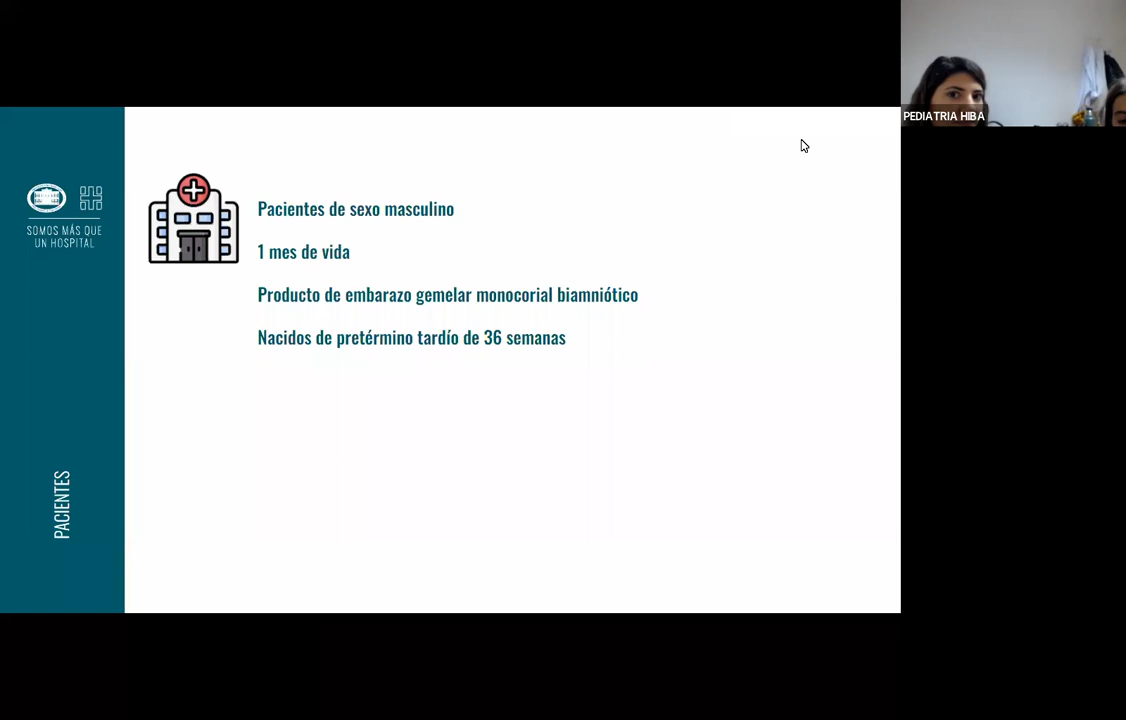 PEDIATRIA HIBA
SOMOS MÁS QUE
UN HOSPITAL
Pacientes de sexo masculino
1 mes de vida
Producto de embarazo gemelar monocorial biamniótico
Nacidos de pretérmino tardío de 36 semanas
PACIENTES